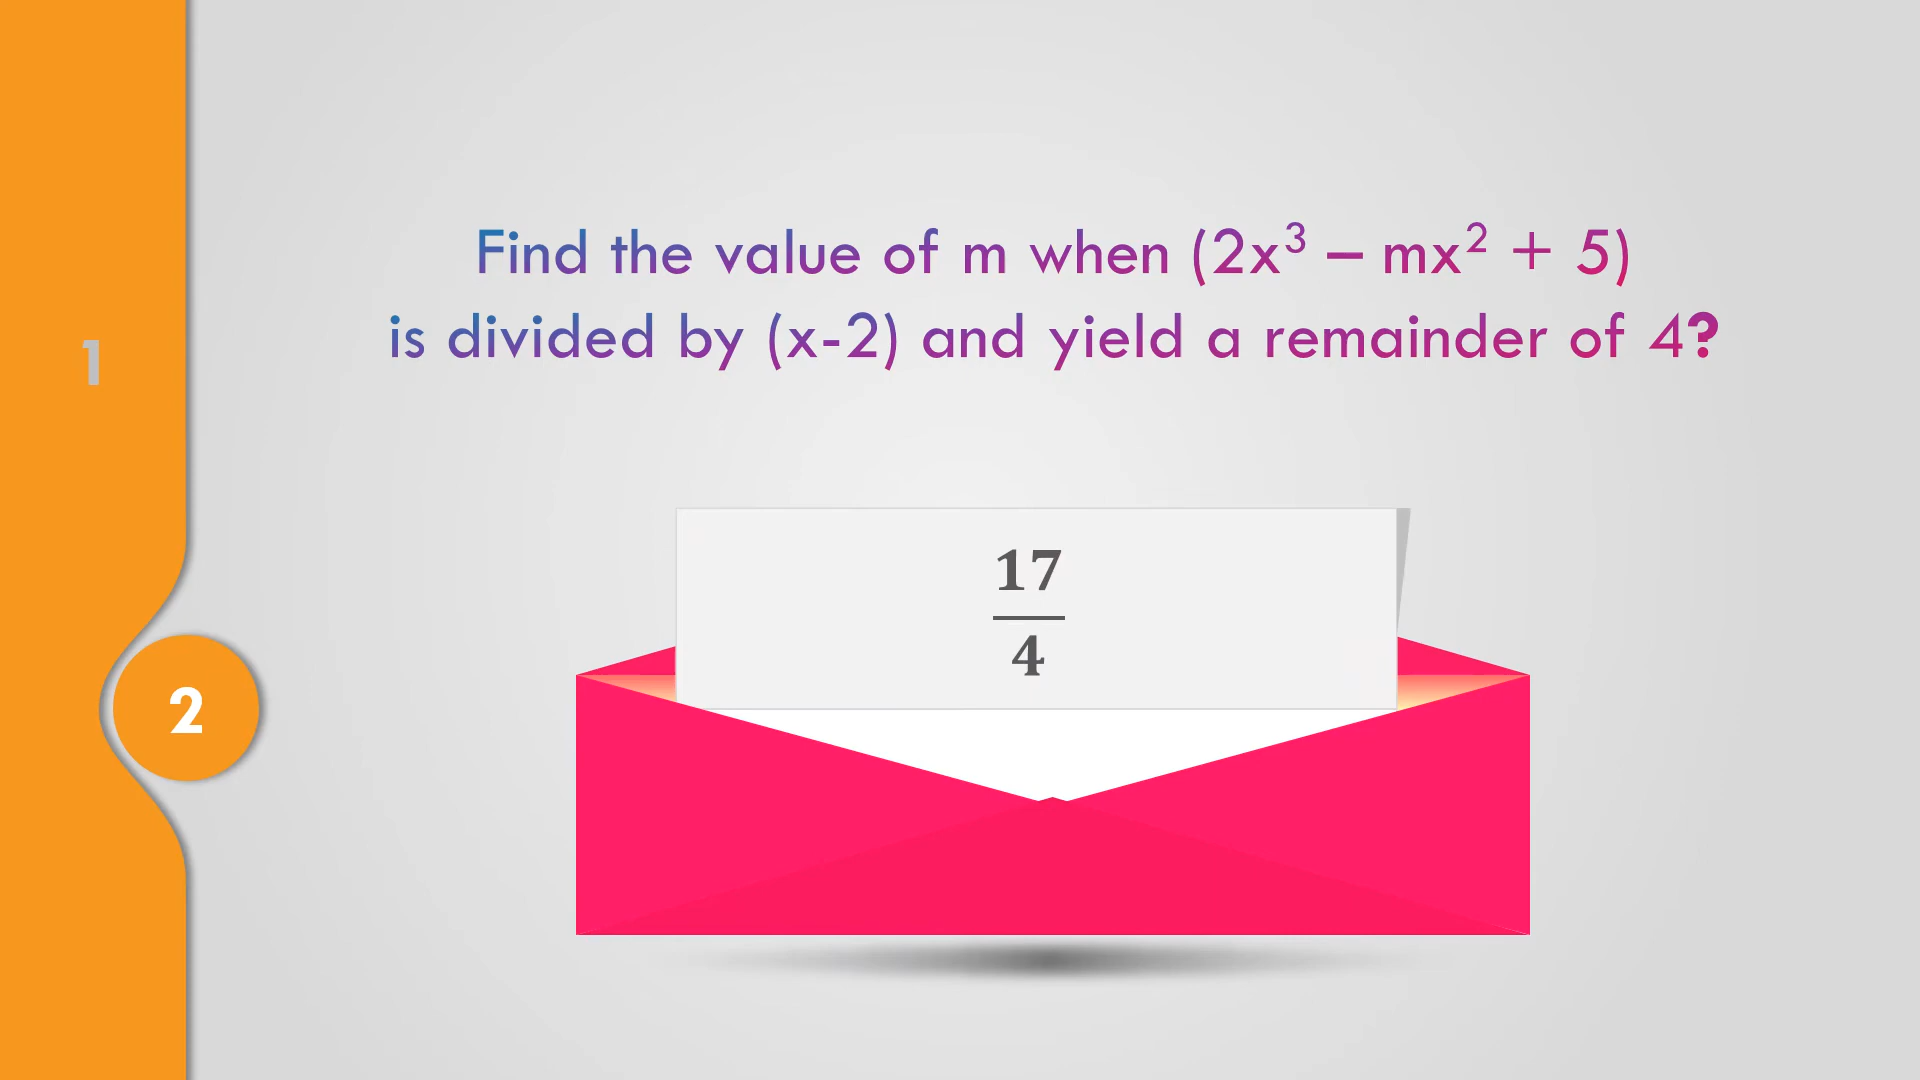 Find the value of m when (2x³ – mx² + 5)
is divided by (x-2) and yield a remainder of 4?
1
17
4
2